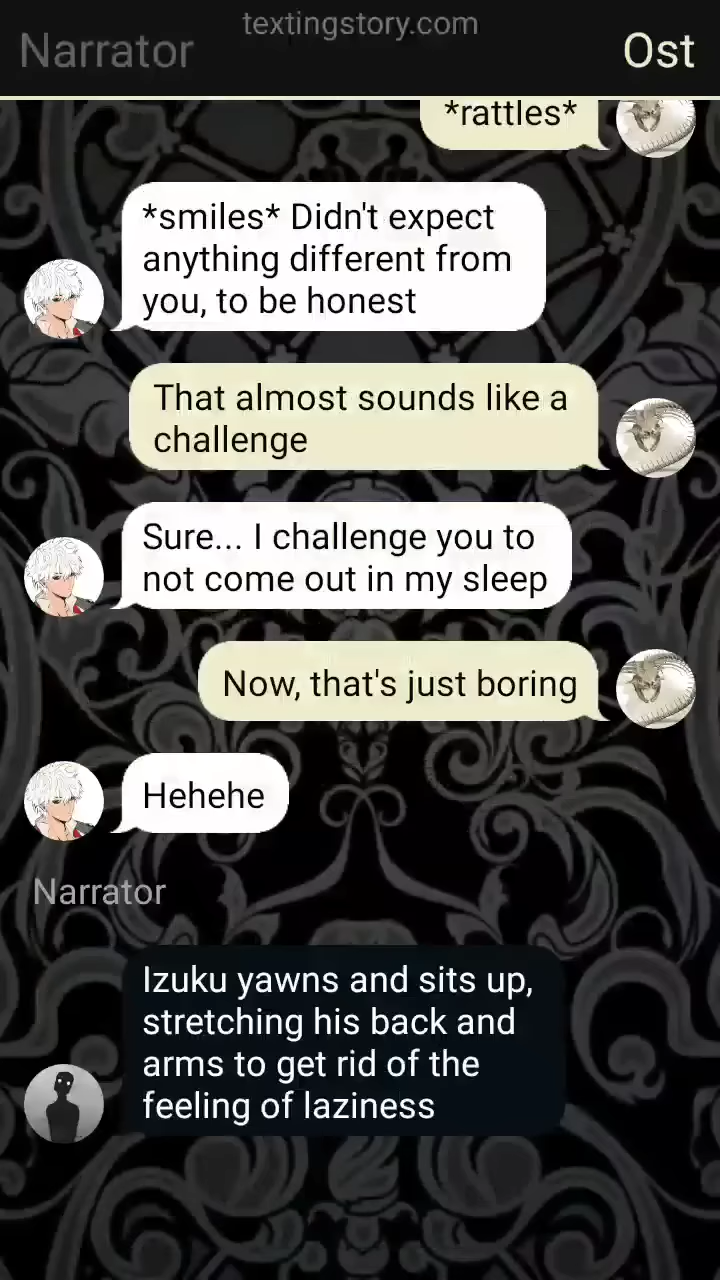 textingstory.com
Narrator
Ost
*rattles*
*smiles* Didn't expect
anything different from
you, to be honest
That almost sounds like a
challenge
Sure... I challenge you to
not come out in my sleep
Now, that's just boring
Hehehe
Narrator
Izuku yawns and sits up,
stretching his back and
arms to get rid of the
feeling of laziness